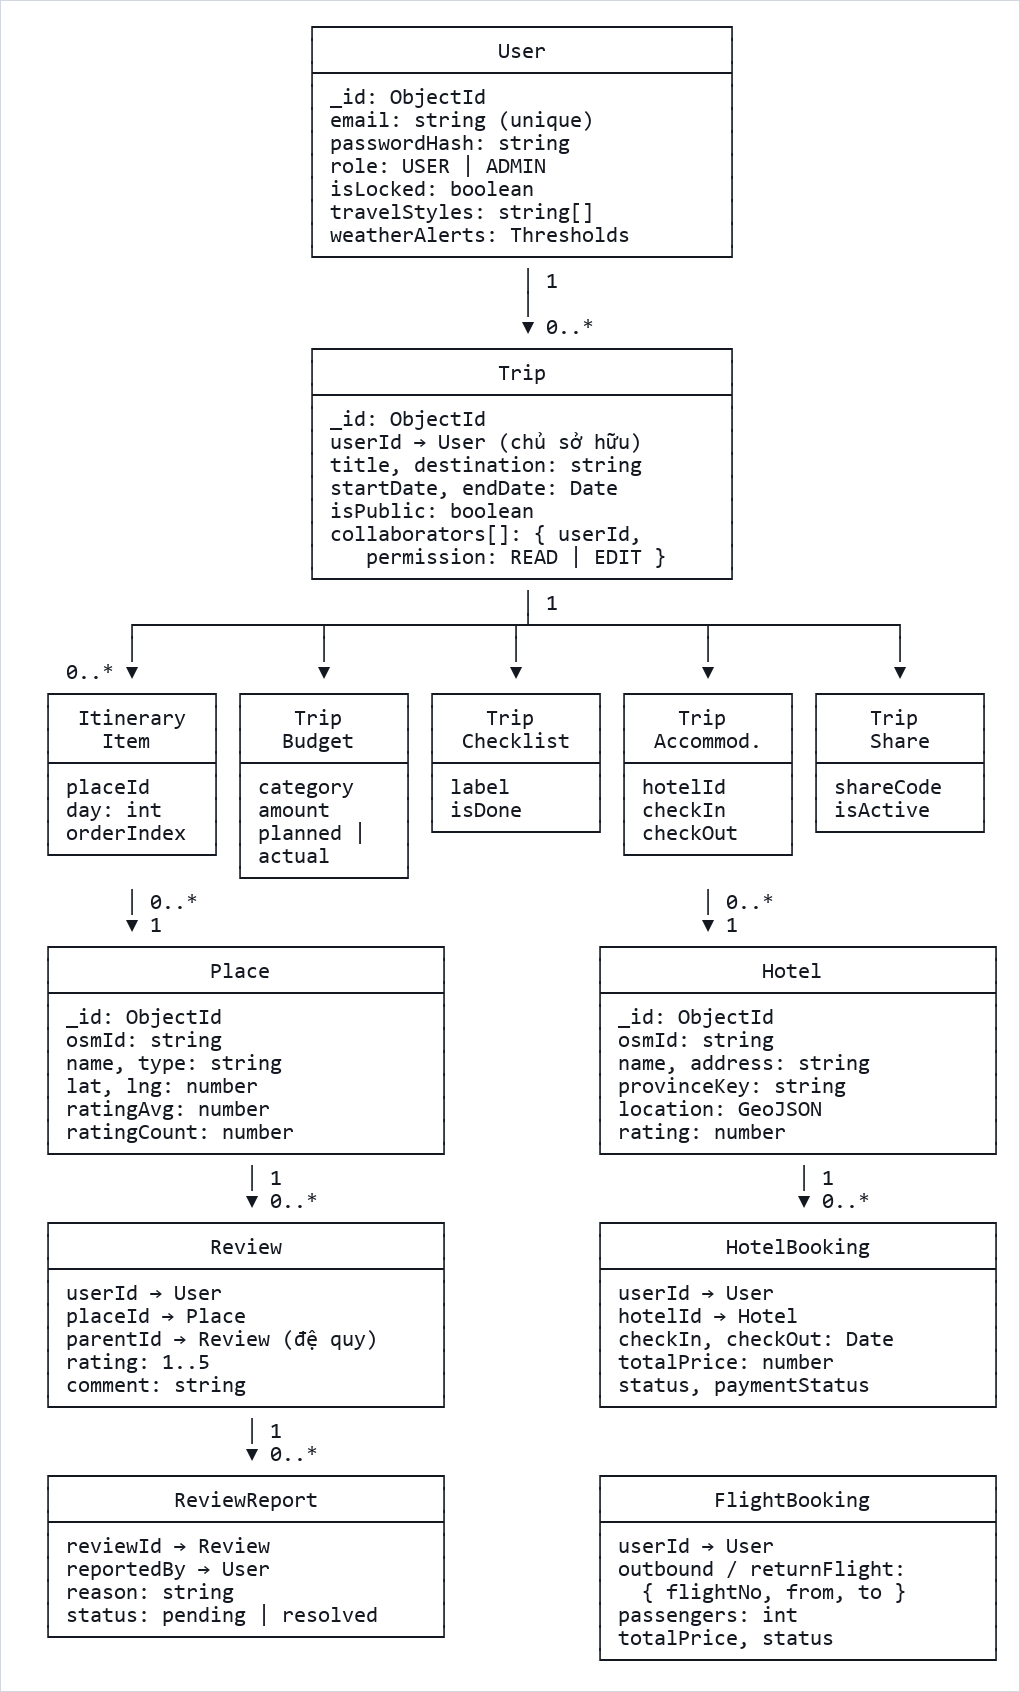 User
_id: ObjectId
email: string (unique)
passwordHash: string
role: USER | ADMIN
isLocked: boolean
travelStyles: string[]
weatherAlerts: Thresholds
1
0..*
Trip
_id: ObjectId
userId → User (chủ sở hữu)
title, destination: string
startDate, endDate: Date
isPublic: boolean
collaborators[]: { userId,
permission: READ | EDIT }
1
0..*
Itinerary
Item
placeId
day: int
orderIndex
Trip
Budget
category
amount
planned |
actual
Trip
Checklist
label
isDone
Trip
Accommod.
hotelId
checkIn
checkOut
Trip
Share
shareCode
isActive
0..*
1
0..*
1
Place
_id: ObjectId
osmId: string
name, type: string
lat, lng: number
ratingAvg: number
ratingCount: number
Hotel
_id: ObjectId
osmId: string
name, address: string
provinceKey: string
location: GeoJSON
rating: number
1
0..*
1
0..*
Review
userId → User
placeId → Place
parentId → Review (đệ quy)
rating: 1..5
comment: string
HotelBooking
userId → User
hotelId → Hotel
checkIn, checkOut: Date
totalPrice: number
status, paymentStatus
1
0..*
ReviewReport
reviewId → Review
reportedBy → User
reason: string
status: pending | resolved
FlightBooking
userId → User
outbound / returnFlight:
{ flightNo, from, to }
passengers: int
totalPrice, status